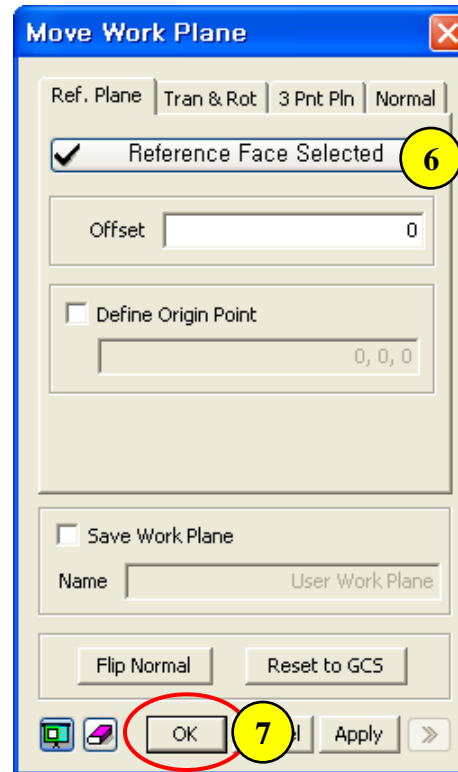 Move Work Plane
Ref. Plane Tran & Rot 3 Pnt Pln Normal
Reference Face Selected 6
Offset 0
Define Origin Point
0, 0, 0
Save Work Plane
Name User Work Plane
Flip Normal Reset to GCS
OK 7 Apply